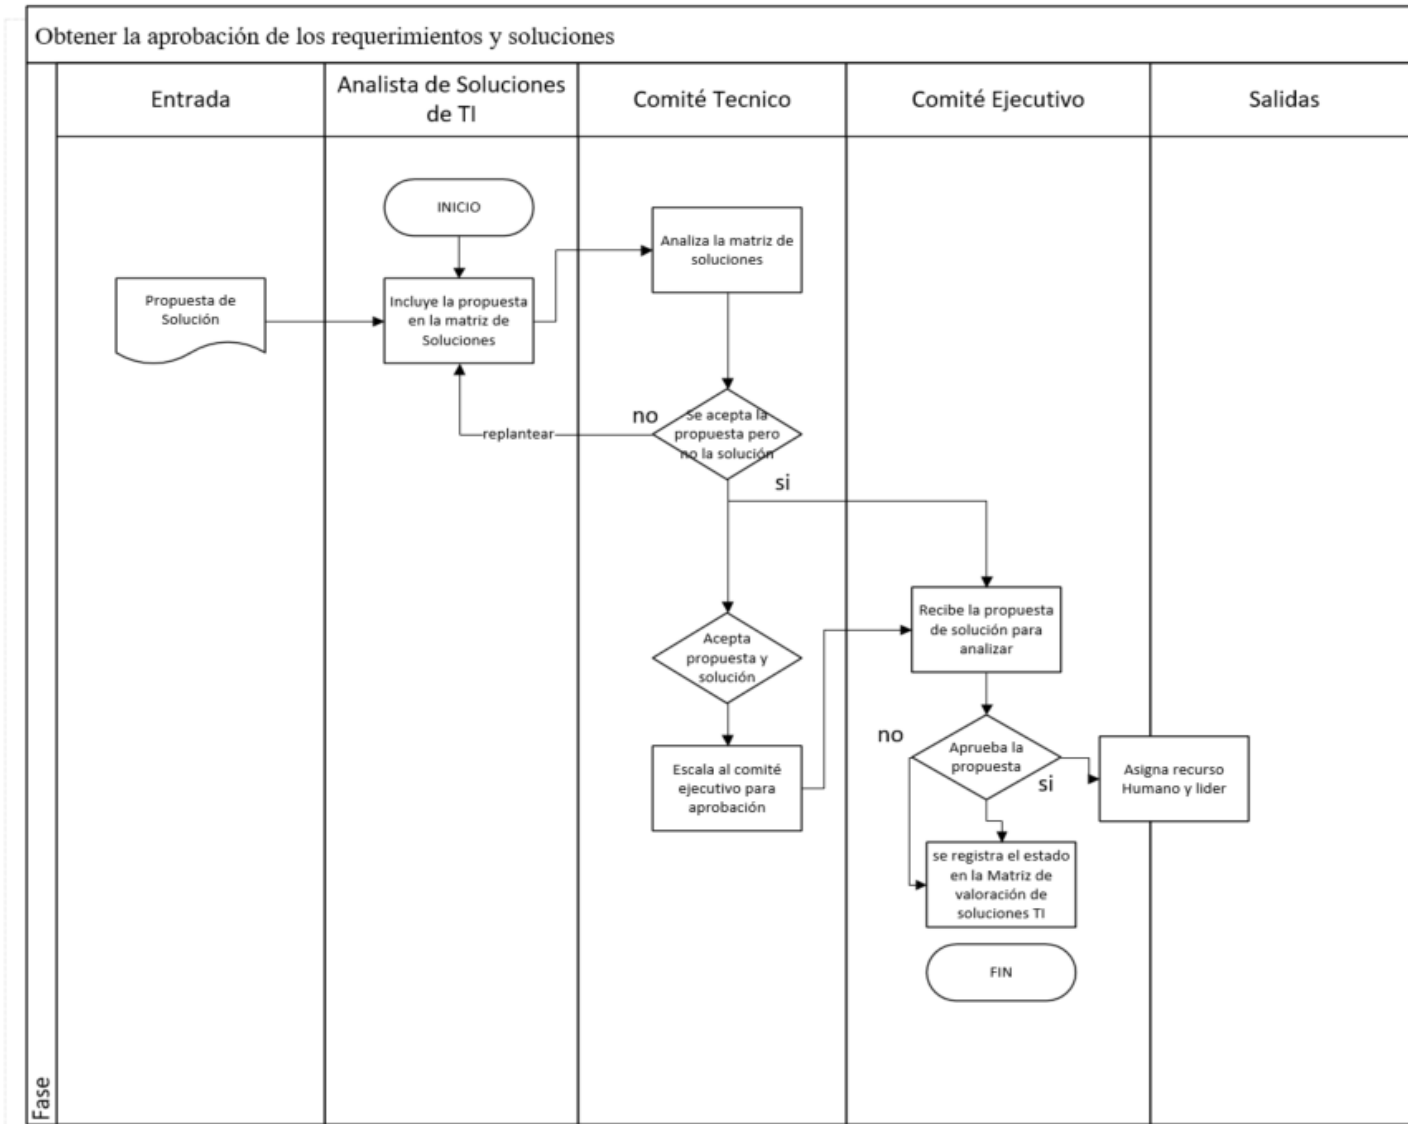 Obtener la aprobación de los requerimientos y soluciones
Entrada
Analista de Soluciones
de TI
Comité Tecnico
Comité Ejecutivo
Salidas
INICIO
Analiza la matriz de
soluciones
Propuesta de
Solución
Incluye la propuesta
en la matriz de
Soluciones
no
Se acepta la
propuesta pero
no la solución
replantear
si
Recibe la propuesta
de solución para
analizar
Acepta
propuesta y
solución
no
Aprueba la
propuesta
si
Escala al comité
ejecutivo para
aprobación
Asigna recurso
Humano y lider
se registra el estado
en la Matriz de
valoración de
soluciones TI
FIN
Fase